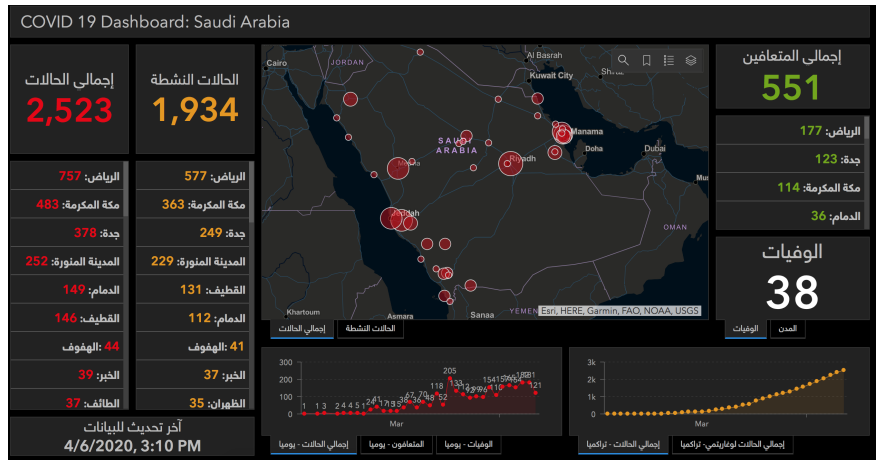 COVID 19 Dashboard: Saudi Arabia
إجمالي الحالات
2,523
الرياض: 757
مكة المكرمة: 483
جدة: 378
المدينة المنورة: 252
الدمام: 149
القطيف: 146
الهفوف: 44
الخبر: 39
الطائف: 37
آخر تحديث للبيانات
4/6/2020, 3:10 PM
الحالات النشطة
1,934
الرياض: 577
مكة المكرمة: 363
جدة: 249
المدينة المنورة: 229
القطيف: 131
الدمام: 112
الهفوف: 41
الخبر: 37
الظهران: 35
Cairo
JORDAN
Al Basrah
Kuwait City
SAUDI
ARABIA
Riyadh
Manama
Doha
Dubai
Jeddah
OMAN
Khartoum
Asmara
Sanaa
YEMEN
Esri, HERE, Garmin, FAO, NOAA, USGS
إجمالي الحالات
الحالات النشطة
إجمالي المتعافين
551
الرياض: 177
جدة: 123
مكة المكرمة: 114
الدمام: 36
الوفيات
38
الوفيات
المدن
300
200
100
0
205
118
121
Mar
إجمالي الحالات - يوميا
المتعافون - يوميا
الوفيات - يوميا
3k
2k
1k
0
Mar
إجمالي الحالات - تراكميا
إجمالي الحالات لوغاريتمي- تراكميا